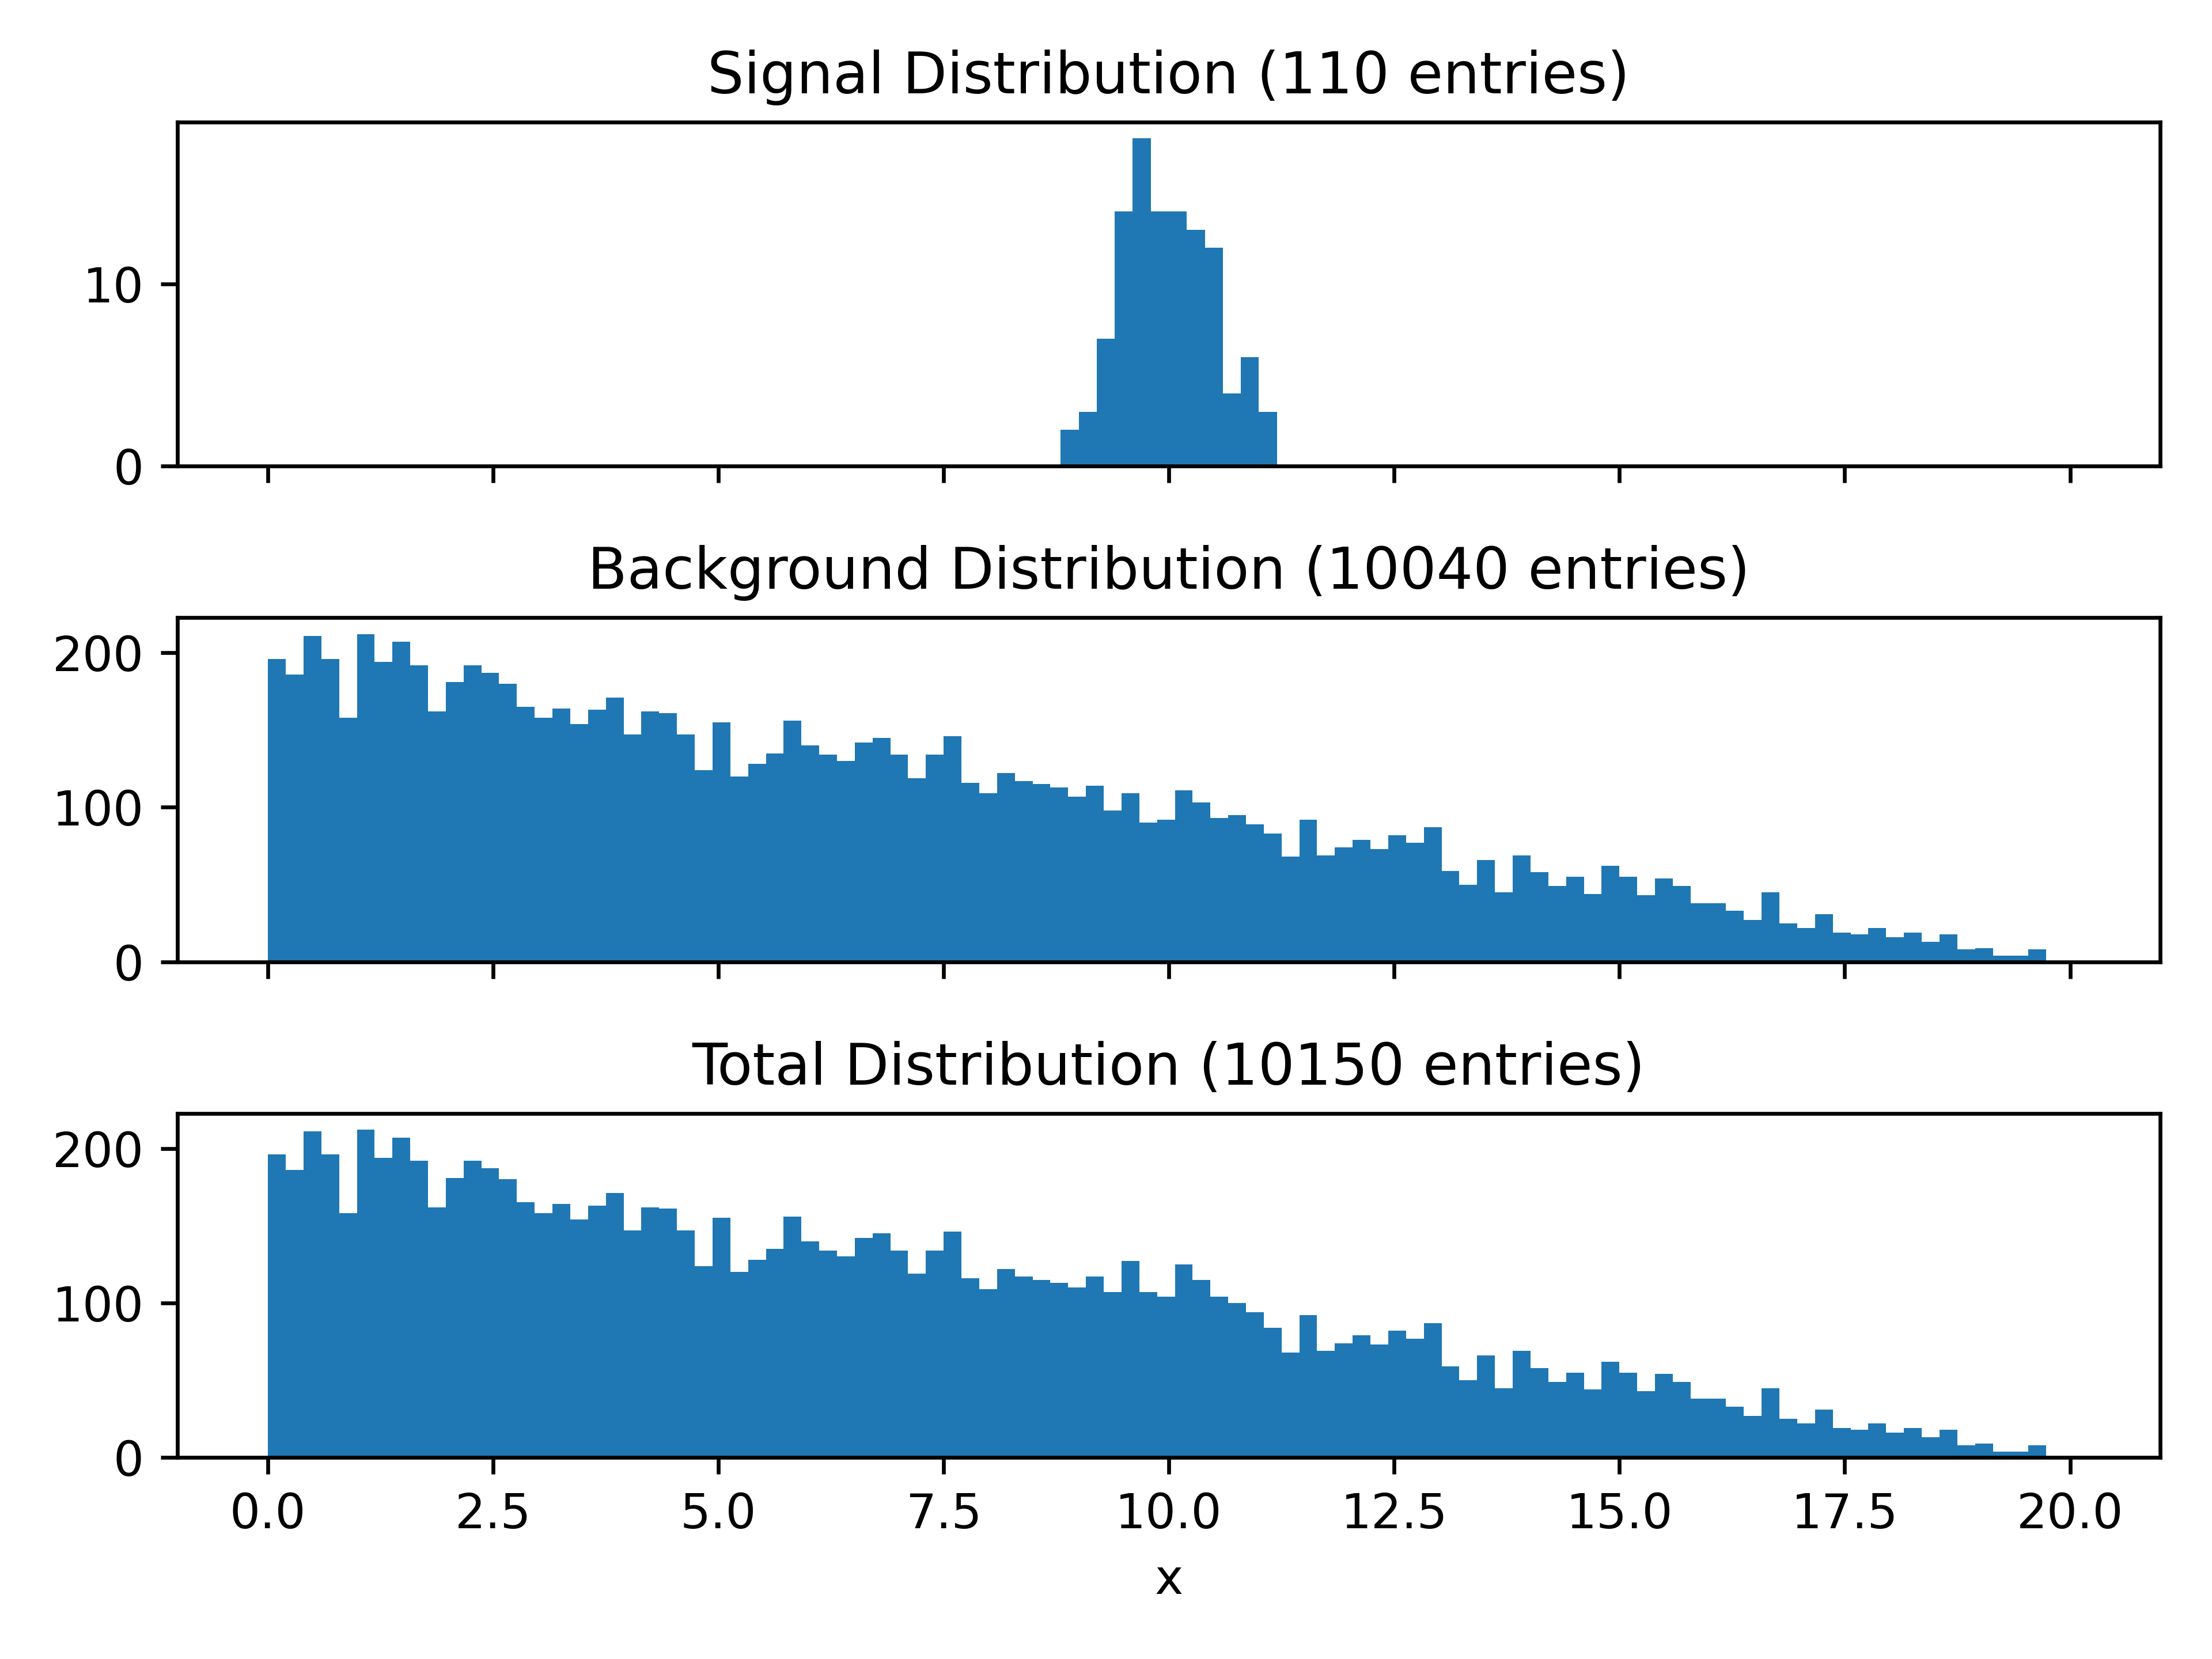 Signal Distribution (110 entries)
10
0
Background Distribution (10040 entries)
200
100
0
Total Distribution (10150 entries)
200
100
0
0.0 2.5 5.0 7.5 10.0 12.5 15.0 17.5 20.0
x